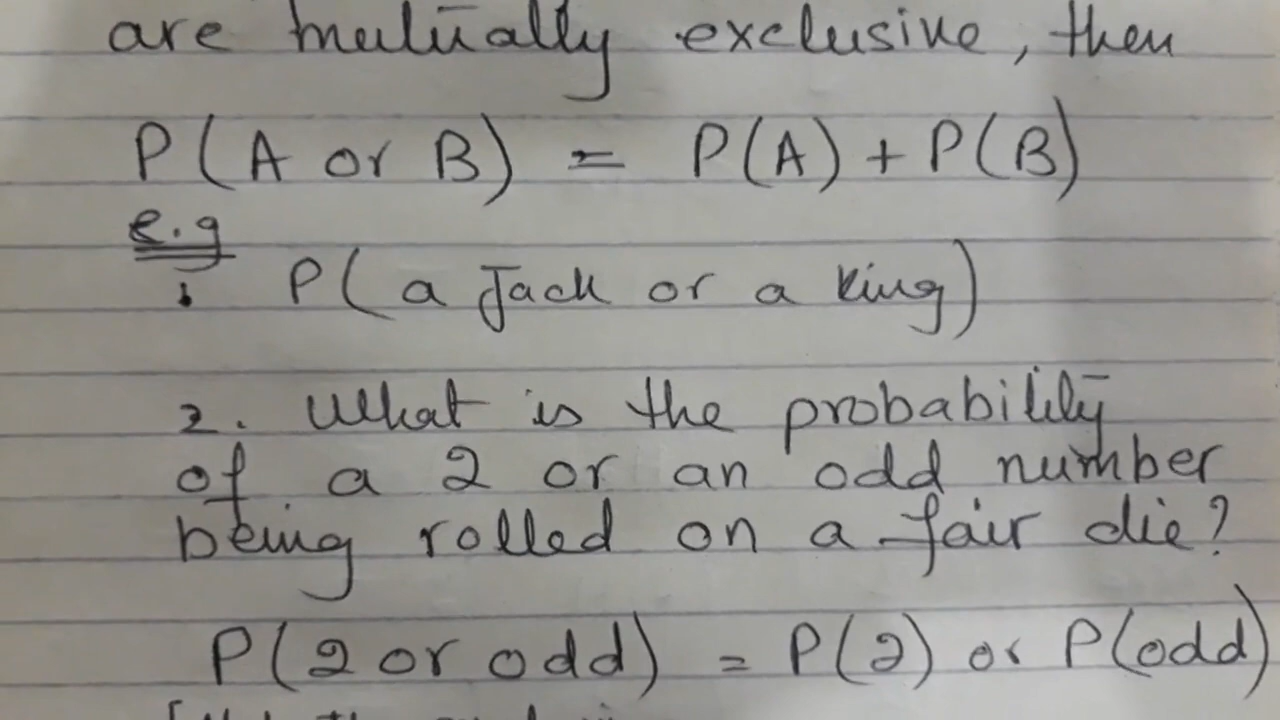 are mutually exclusive, then
P(A or B) = P(A) + P(B)
e.g
1. P(a Jack or a king)
2. What is the probability
of a 2 or an odd number
being rolled on a fair die?
P(2 or odd) = P(2) or P(odd)